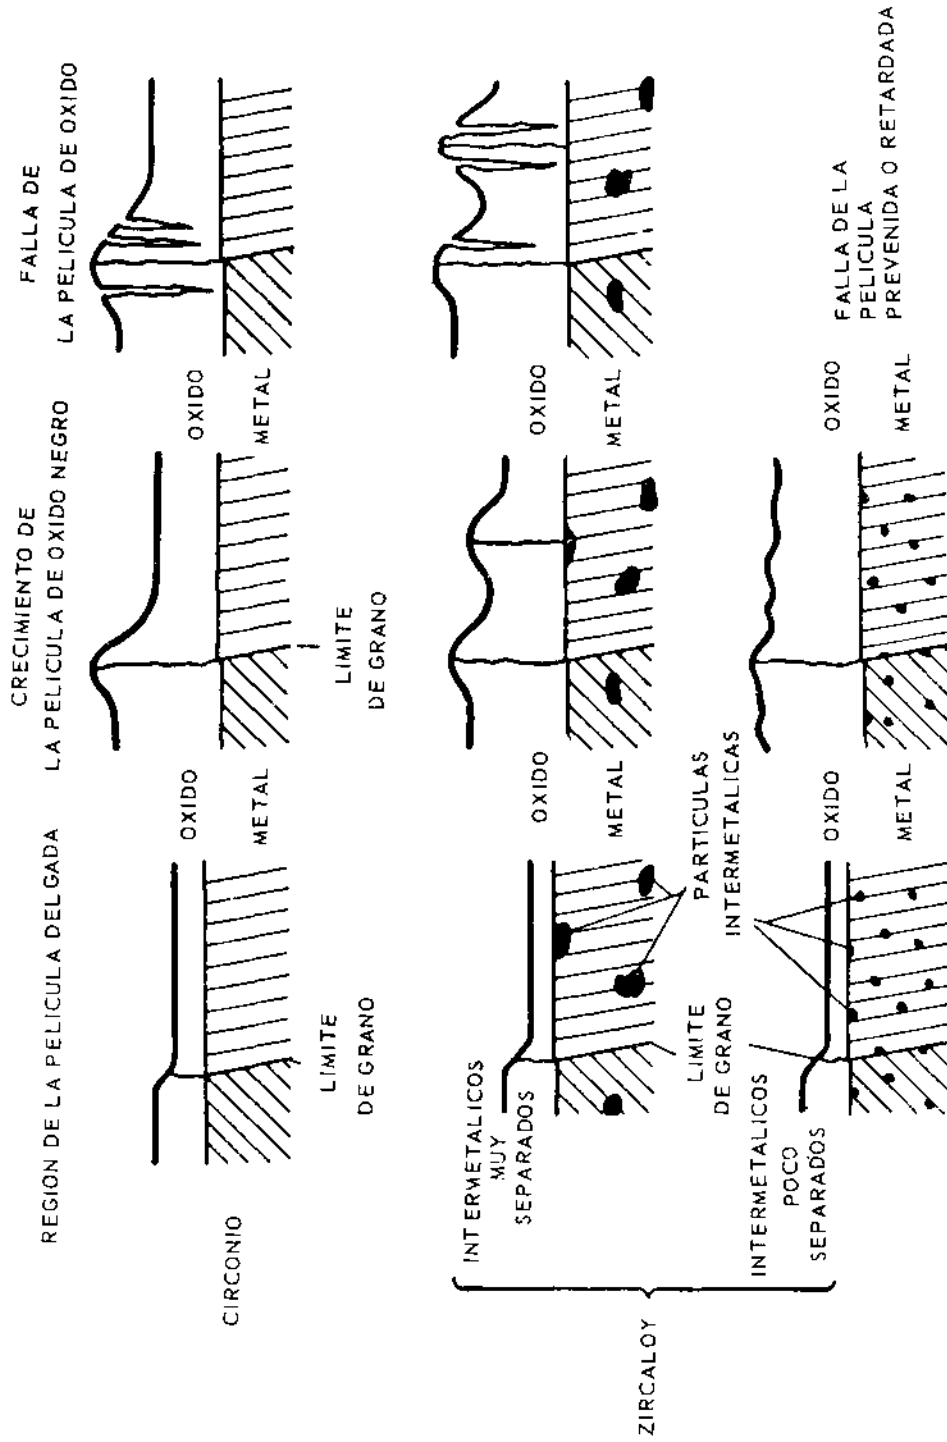 REGION DE LA PELICULA DELGADA
CRECIMIENTO DE
LA PELICULA DE OXIDO NEGRO
FALLA DE
LA PELICULA DE OXIDO
CIRCONIO
OXIDO
METAL
LIMITE
DE GRANO
OXIDO
METAL
LIMITE
DE GRANO
ZIRCALOY
INTERMETALICOS
MUY
SEPARADOS
OXIDO
METAL
OXIDO
METAL
LIMITE
DE GRANO
PARTICULAS
INTERMETALICAS
INTERMETALICOS
POCO
SEPARADOS
OXIDO
METAL
OXIDO
METAL
FALLA DE LA
PELICULA
PREVENIDA O RETARDADA